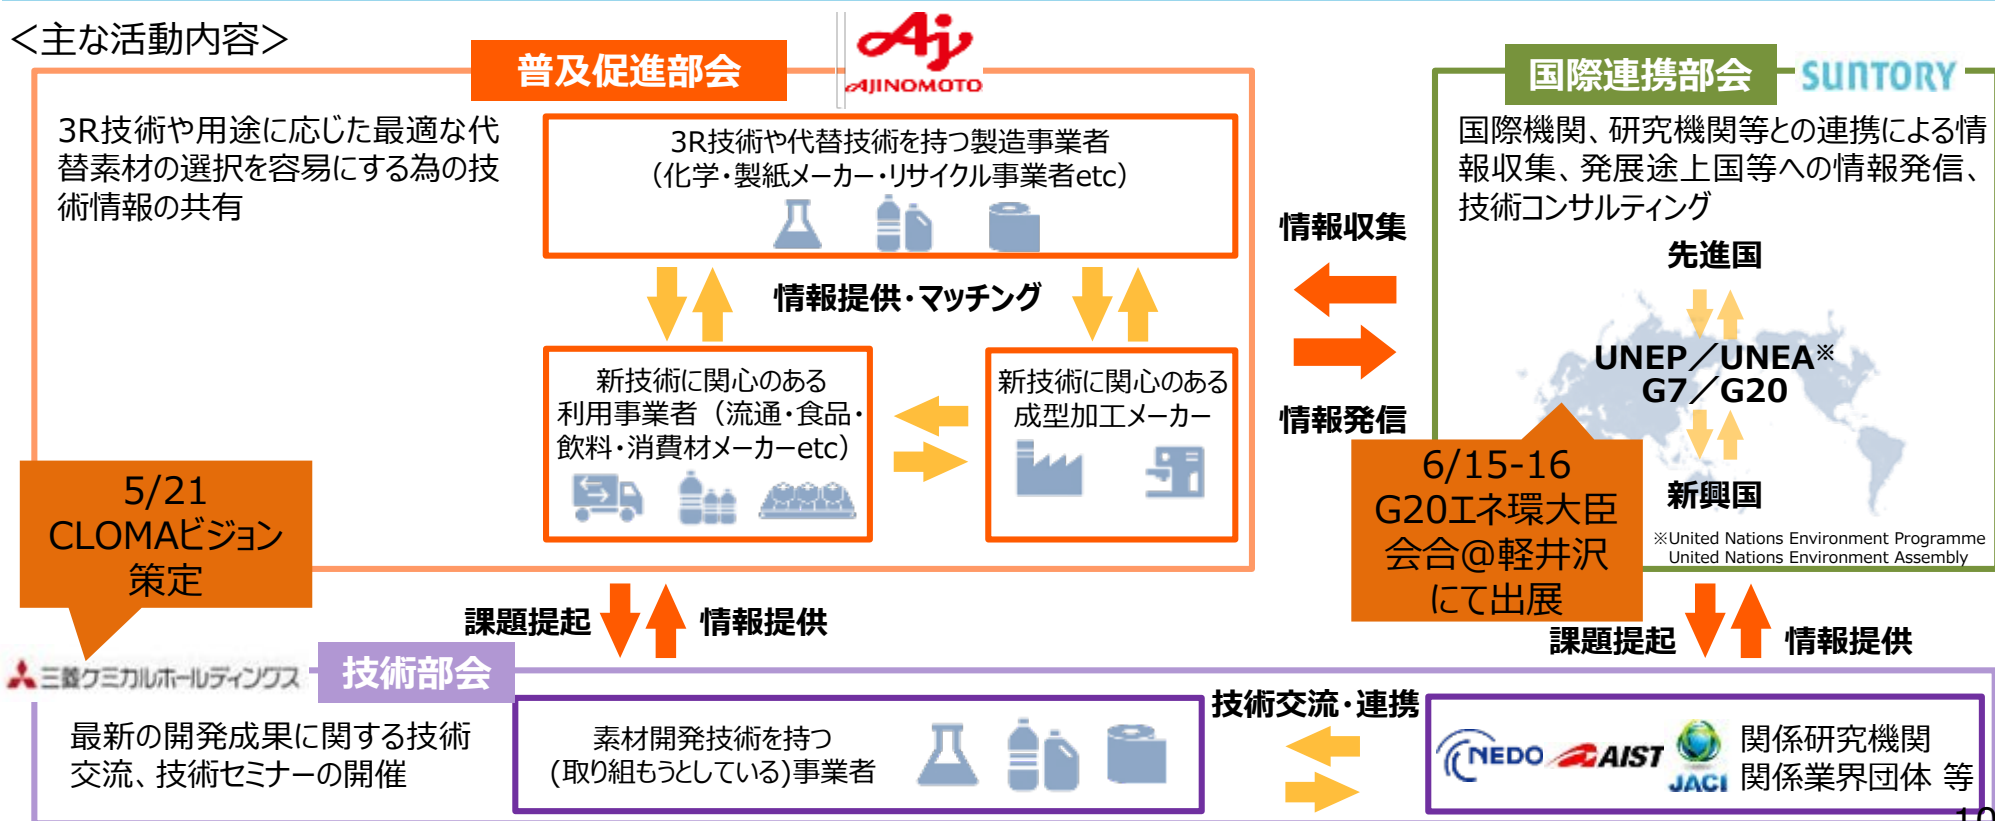 ＜主な活動内容＞
普及促進部会
Aj
AJINOMOTO
3R技術や用途に応じた最適な代
替素材の選択を容易にする為の技
術情報の共有
3R技術や代替技術を持つ製造事業者
（化学・製紙メーカー・リサイクル事業者etc）
情報提供・マッチング
新技術に関心のある
利用事業者（流通・食品・
飲料・消費材メーカーetc）
新技術に関心のある
成型加工メーカー
5/21
CLOMAビジョン
策定
情報収集
情報発信
国際連携部会
SUNTORY
国際機関、研究機関等との連携による情
報収集、発展途上国等への情報発信、
技術コンサルティング
先進国
UNEP／UNEA※
G7／G20
新興国
※United Nations Environment Programme
United Nations Environment Assembly
6/15-16
G20エネ環大臣
会合@軽井沢
にて出展
課題提起
情報提供
課題提起
情報提供
三菱ケミカルホールディングス
技術部会
最新の開発成果に関する技術
交流、技術セミナーの開催
素材開発技術を持つ
(取り組もうとしている)事業者
技術交流・連携
NEDO
AIST
JACI
関係研究機関
関係業界団体 等
10